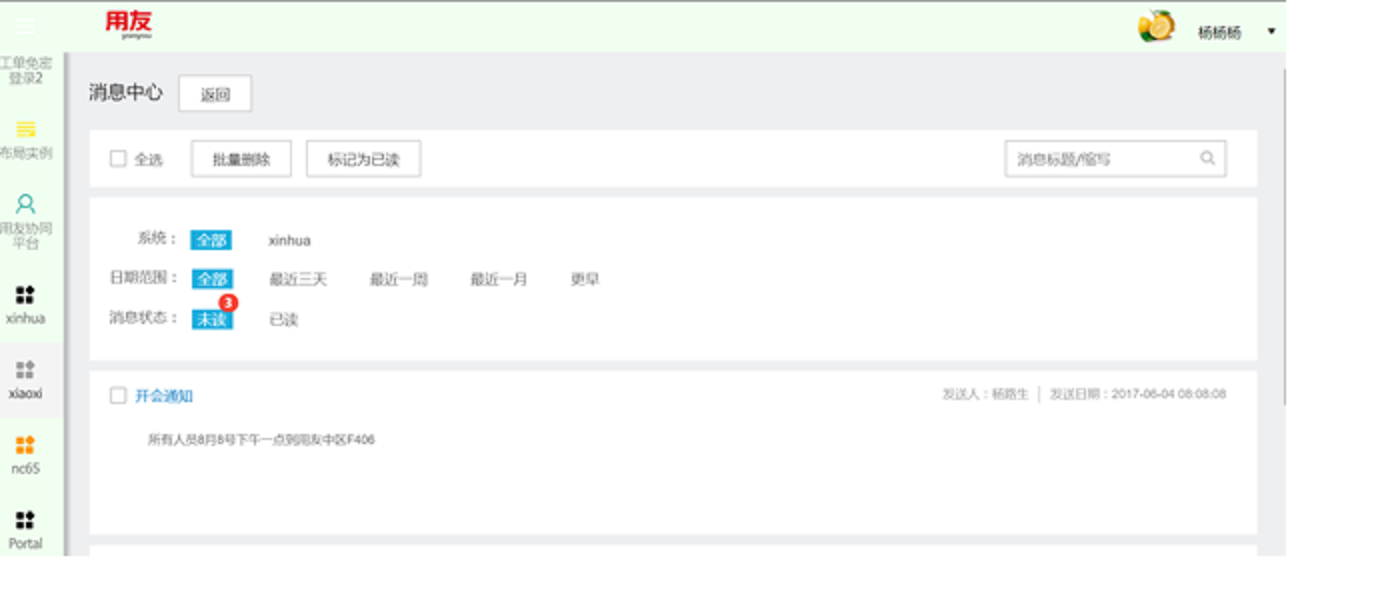 用友
yonyou
杨杨杨
工单免密
登录2
布局实例
用友协同
平台
xinhua
xiaoxi
nc65
Portal
消息中心 返回
全选 批量删除 标记为已读 消息标题/缩写
系统： 全部 xinhua
日期范围： 全部 最近三天 最近一周 最近一月 更早
消息状态： 未读 3 已读
开会通知 发送人：杨路生 发送日期：2017-06-04 08:08:08
所有人员8月8号下午一点到用友中区F406